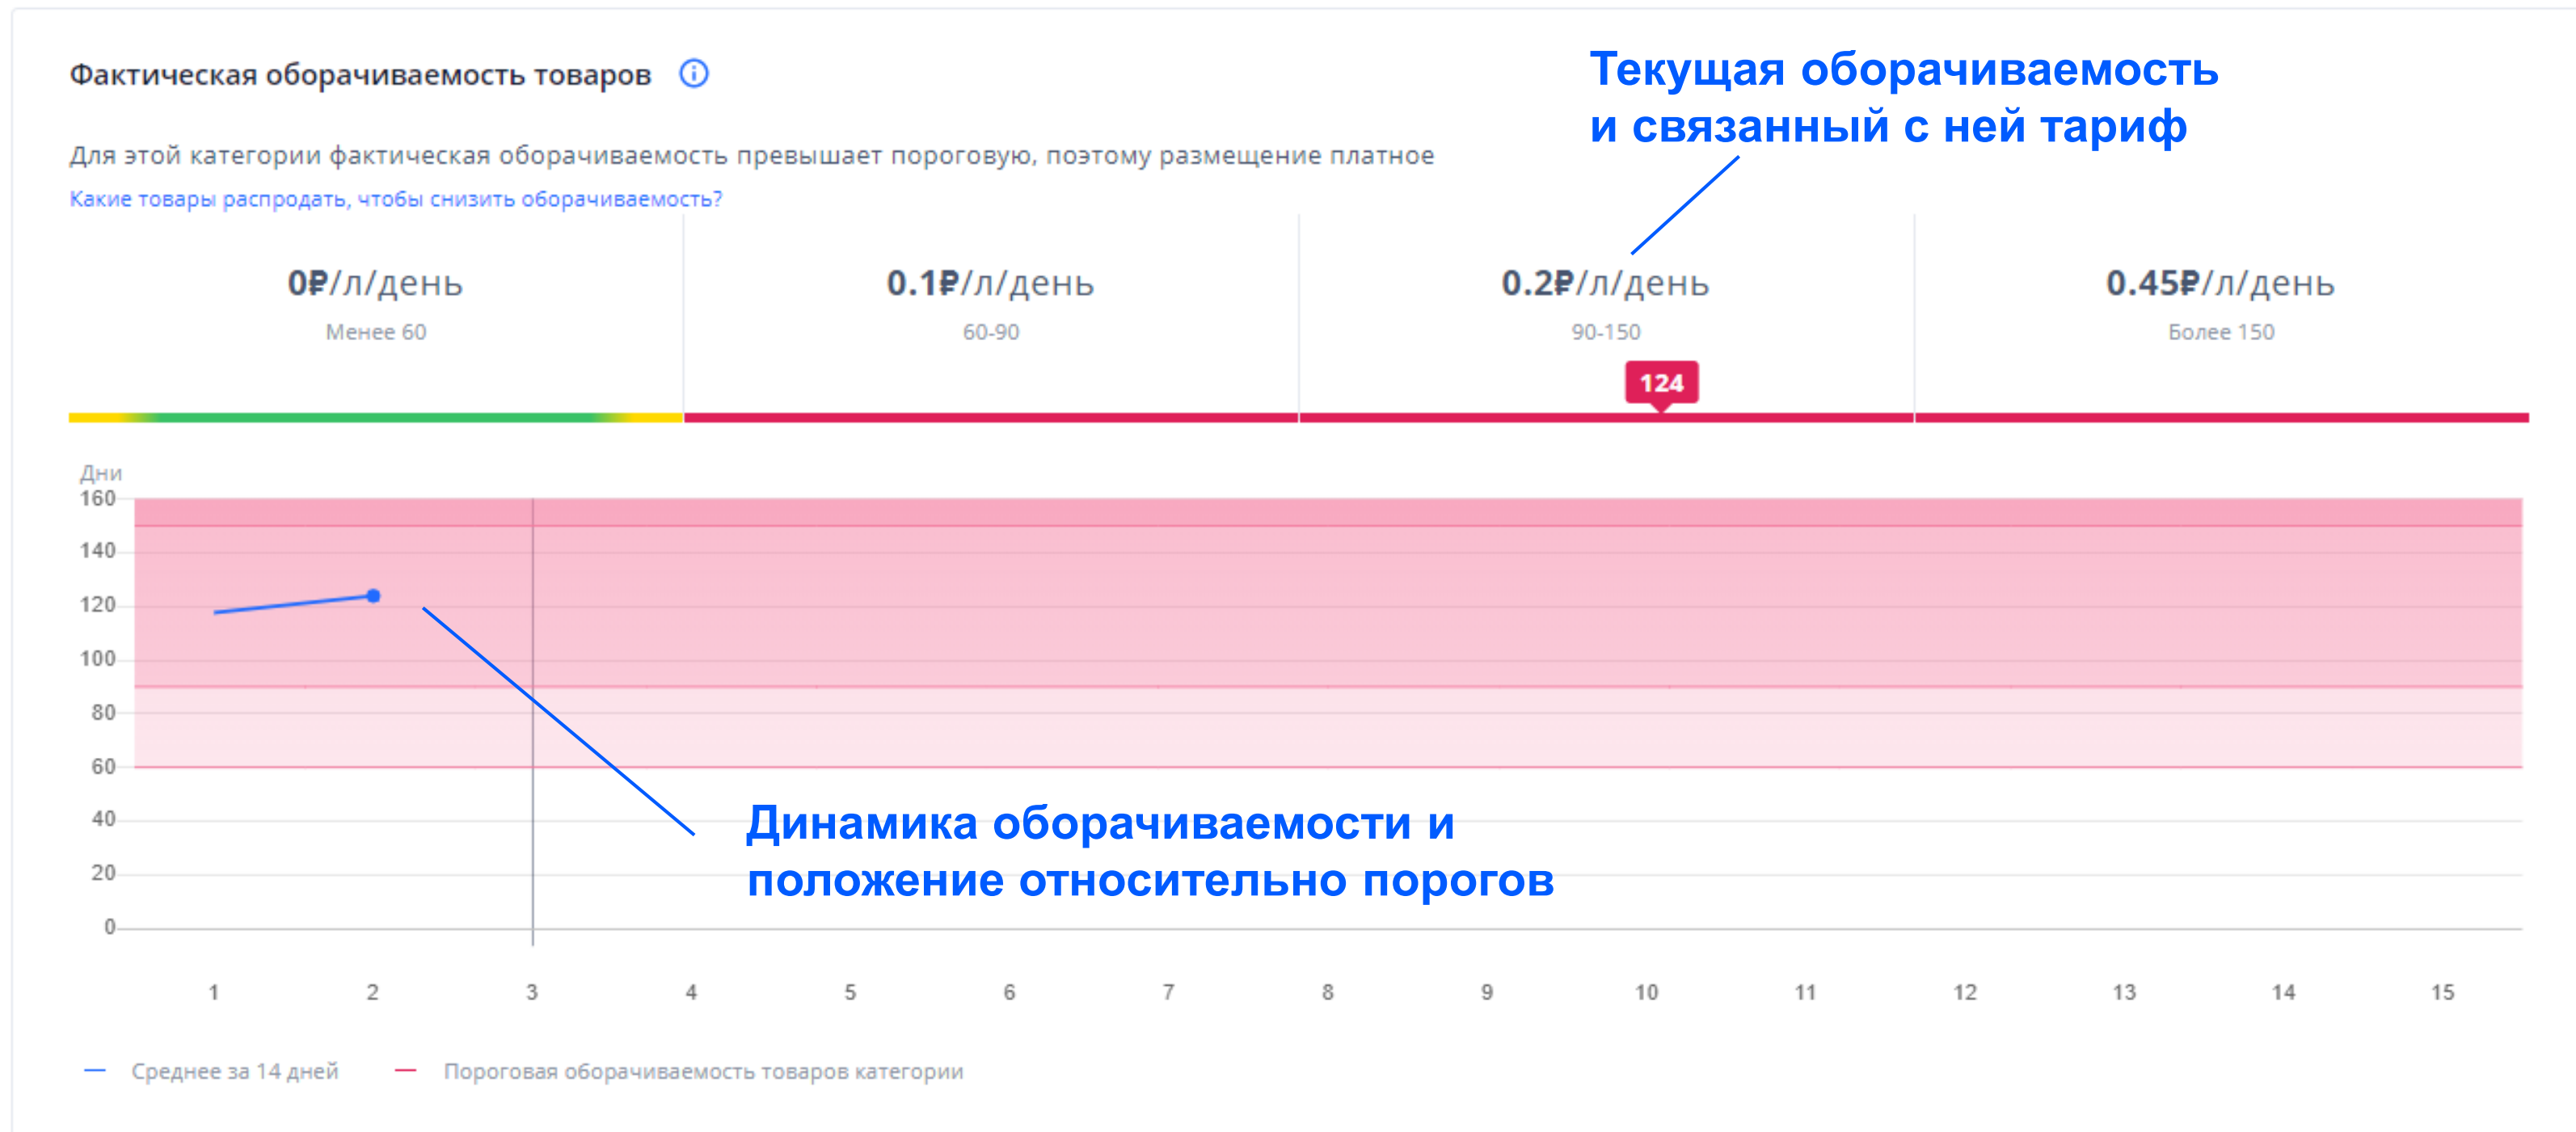 Фактическая оборачиваемость товаров
Текущая оборачиваемость
и связанный с ней тариф
Для этой категории фактическая оборачиваемость превышает пороговую, поэтому размещение платное
Какие товары распродать, чтобы снизить оборачиваемость?
0₽/л/день
Менее 60
0.1₽/л/день
60-90
0.2₽/л/день
90-150
0.45₽/л/день
Более 150
124
Дни
160
140
120
100
80
60
40
20
0
Динамика оборачиваемости и
положение относительно порогов
1 2 3 4 5 6 7 8 9 10 11 12 13 14 15
Среднее за 14 дней Пороговая оборачиваемость товаров категории